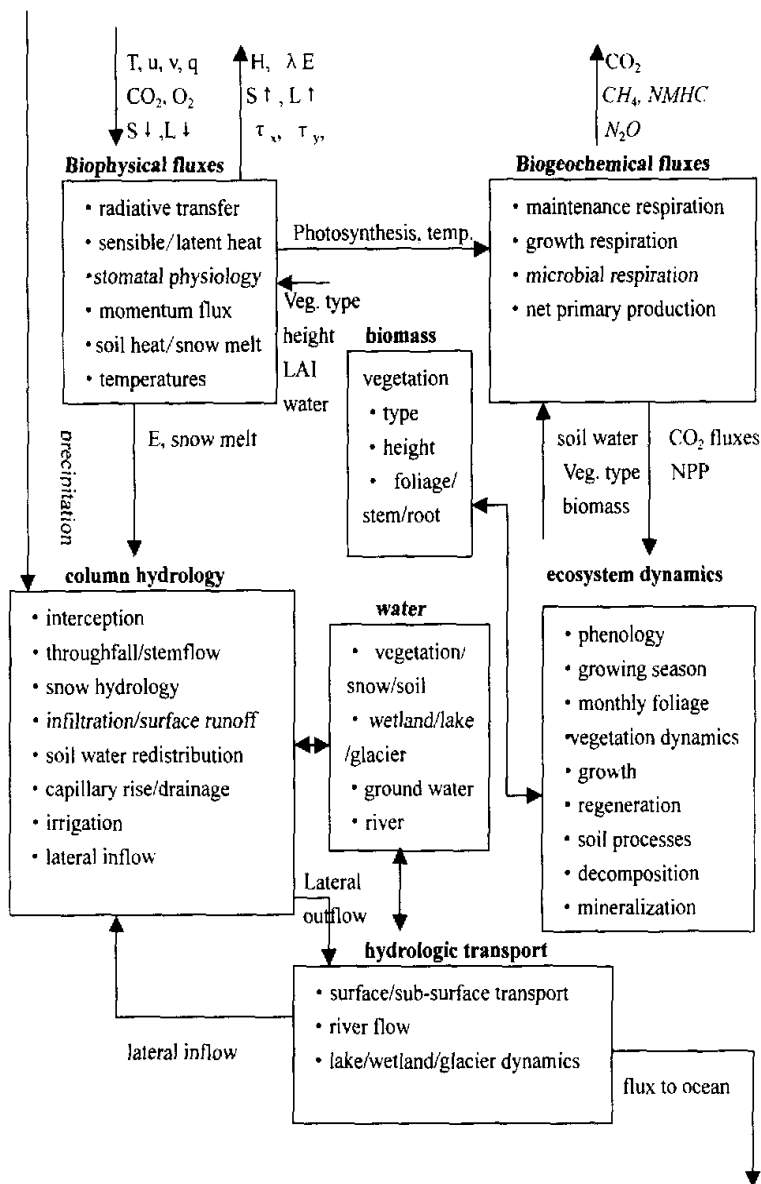 T, u, v, q
CO₂, O₂
S↓,L↓
H, λE
S↑,L↑
τx, τy,
CO₂
CH₄, NMHC
N₂O
Biophysical fluxes
• radiative transfer
• sensible/latent heat
•stomatal physiology
• momentum flux
• soil heat/snow melt
• temperatures
Photosynthesis, temp.
Veg. type
height
LAI
water
Biogeochemical fluxes
• maintenance respiration
• growth respiration
• microbial respiration
• net primary production
biomass
vegetation
• type
• height
• foliage/
stem/root
precipitation
E, snow melt
soil water
Veg. type
biomass
CO₂ fluxes
NPP
column hydrology
• interception
• throughfall/stemflow
• snow hydrology
• infiltration/surface runoff
• soil water redistribution
• capillary rise/drainage
• irrigation
• lateral inflow
water
• vegetation/
snow/soil
• wetland/lake
/glacier
• ground water
• river
ecosystem dynamics
• phenology
• growing season
• monthly foliage
•vegetation dynamics
• growth
• regeneration
• soil processes
• decomposition
• mineralization
Lateral
outflow
hydrologic transport
• surface/sub-surface transport
• river flow
• lake/wetland/glacier dynamics
lateral inflow
flux to ocean